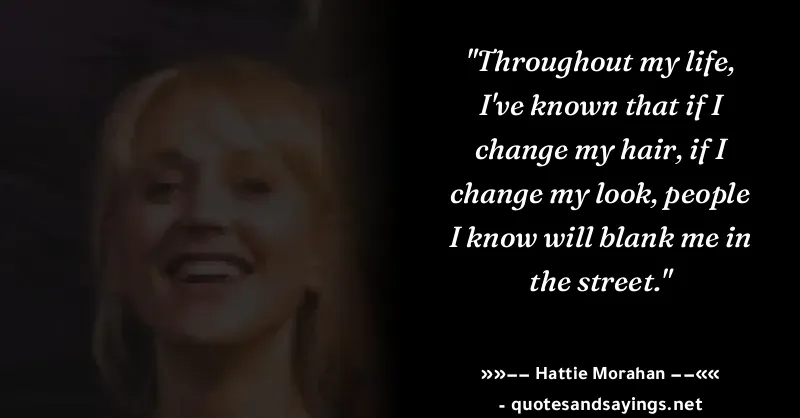 "Throughout my life,
I've known that if I
change my hair, if I
change my look, people
I know will blank me in
the street."
»»−− Hattie Morahan −−««
- quotesandsayings.net